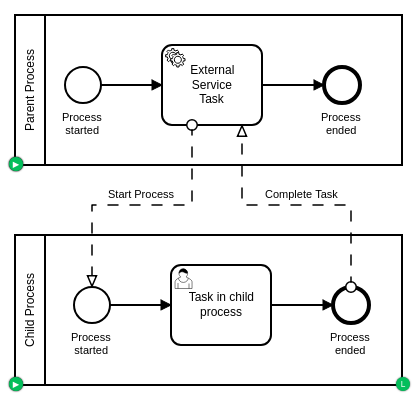 Parent Process
External
Service
Task
Process
started
Process
ended
Start Process
Complete Task
Child Process
Task in child
process
Process
started
Process
ended
L